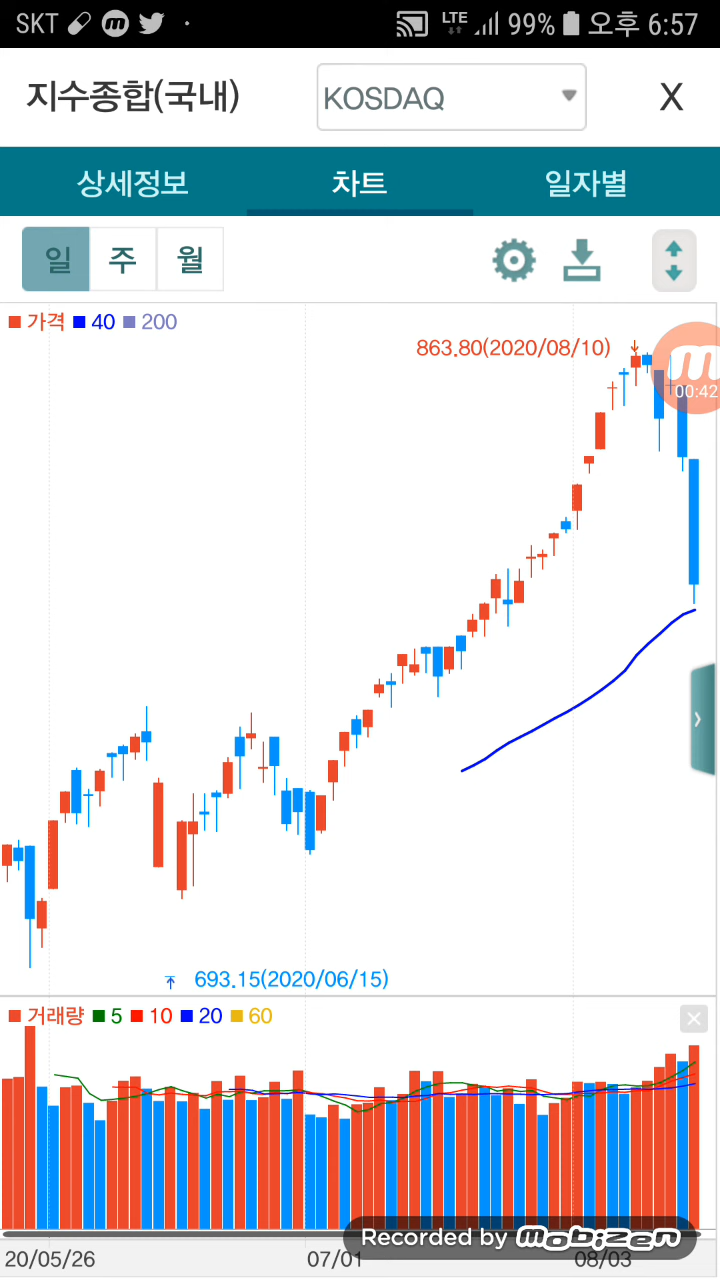 SKT LTE 99% 오후 6:57
지수종합(국내) KOSDAQ X
상세정보 차트 일자별
일 주 월
가격 40 200
863.80(2020/08/10)
00:42
693.15(2020/06/15)
거래량 5 10 20 60
Recorded by mobizen
20/05/26 07/01 08/03